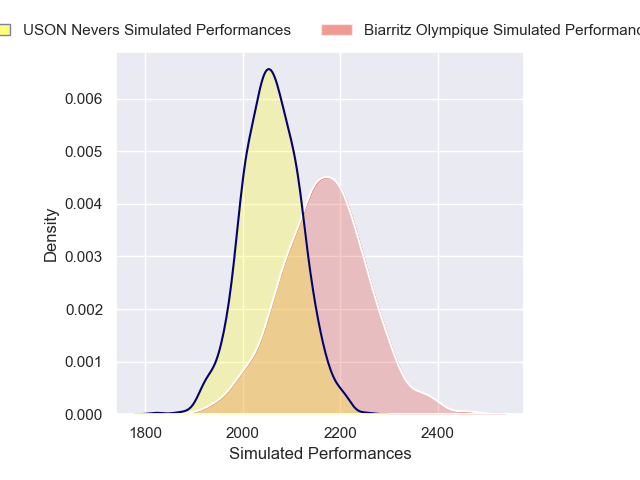 USON Nevers Simulated Performances
Biarritz Olympique Simulated
0.006
0.005
0.004
0.003
0.002
0.001
0.000
Density
1800 2000 2200 2400
Simulated Performances